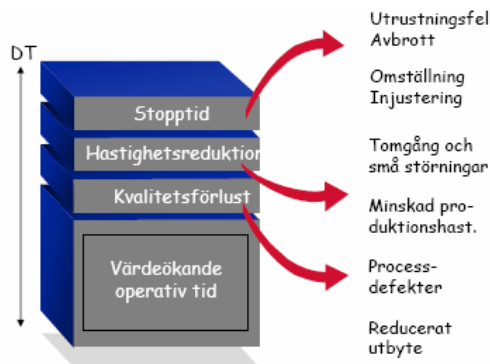 DT
Stopptid
Hastighetsreduktion
Kvalitetsförlust
Värdeökande
operativ tid
Utrustningsfel
Avbrott
Omställning
Injustering
Tomgång och
små störningar
Minskad pro-
duktionshast.
Process-
defekter
Reducerat
utbyte